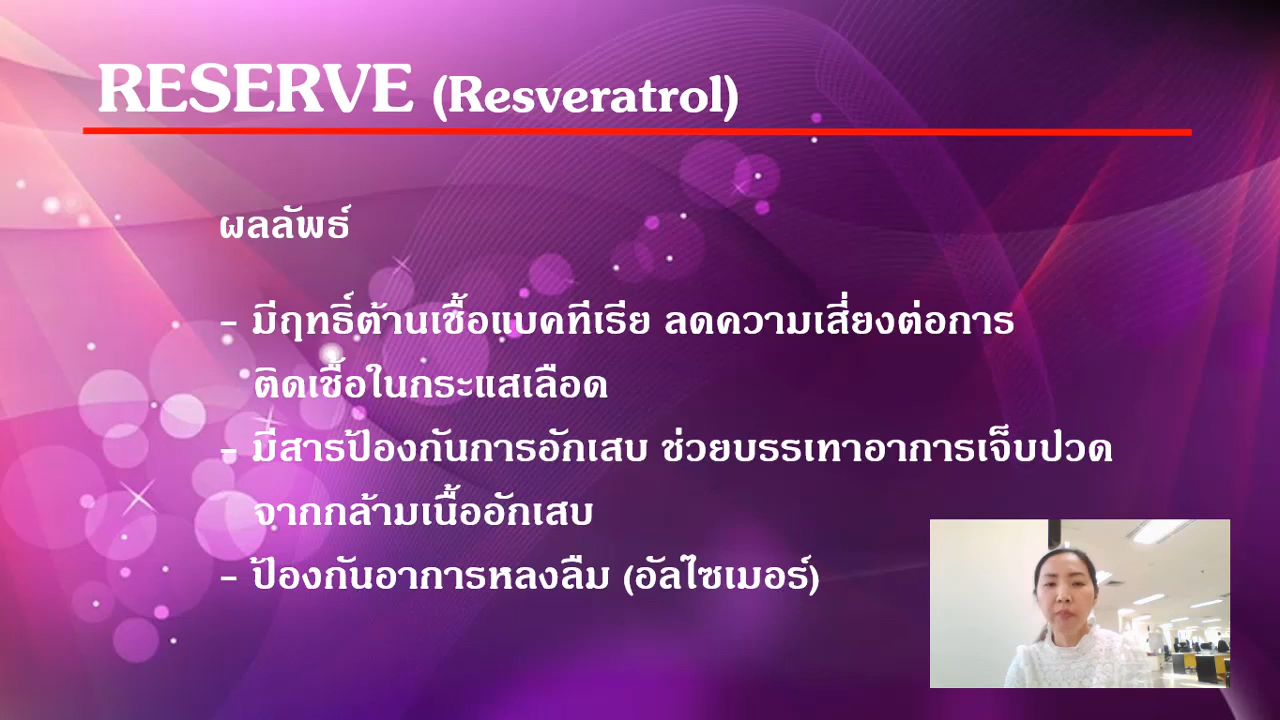 RESERVE (Resveratrol)
ผลลัพธ์
- มีฤทธิ์ต้านเชื้อแบคทีเรีย ลดความเสี่ยงต่อการ
ติดเชื้อในกระแสเลือด
- มีสารป้องกันการอักเสบ ช่วยบรรเทาอาการเจ็บปวด
จากกล้ามเนื้ออักเสบ
- ป้องกันอาการหลงลืม (อัลไซเมอร์)